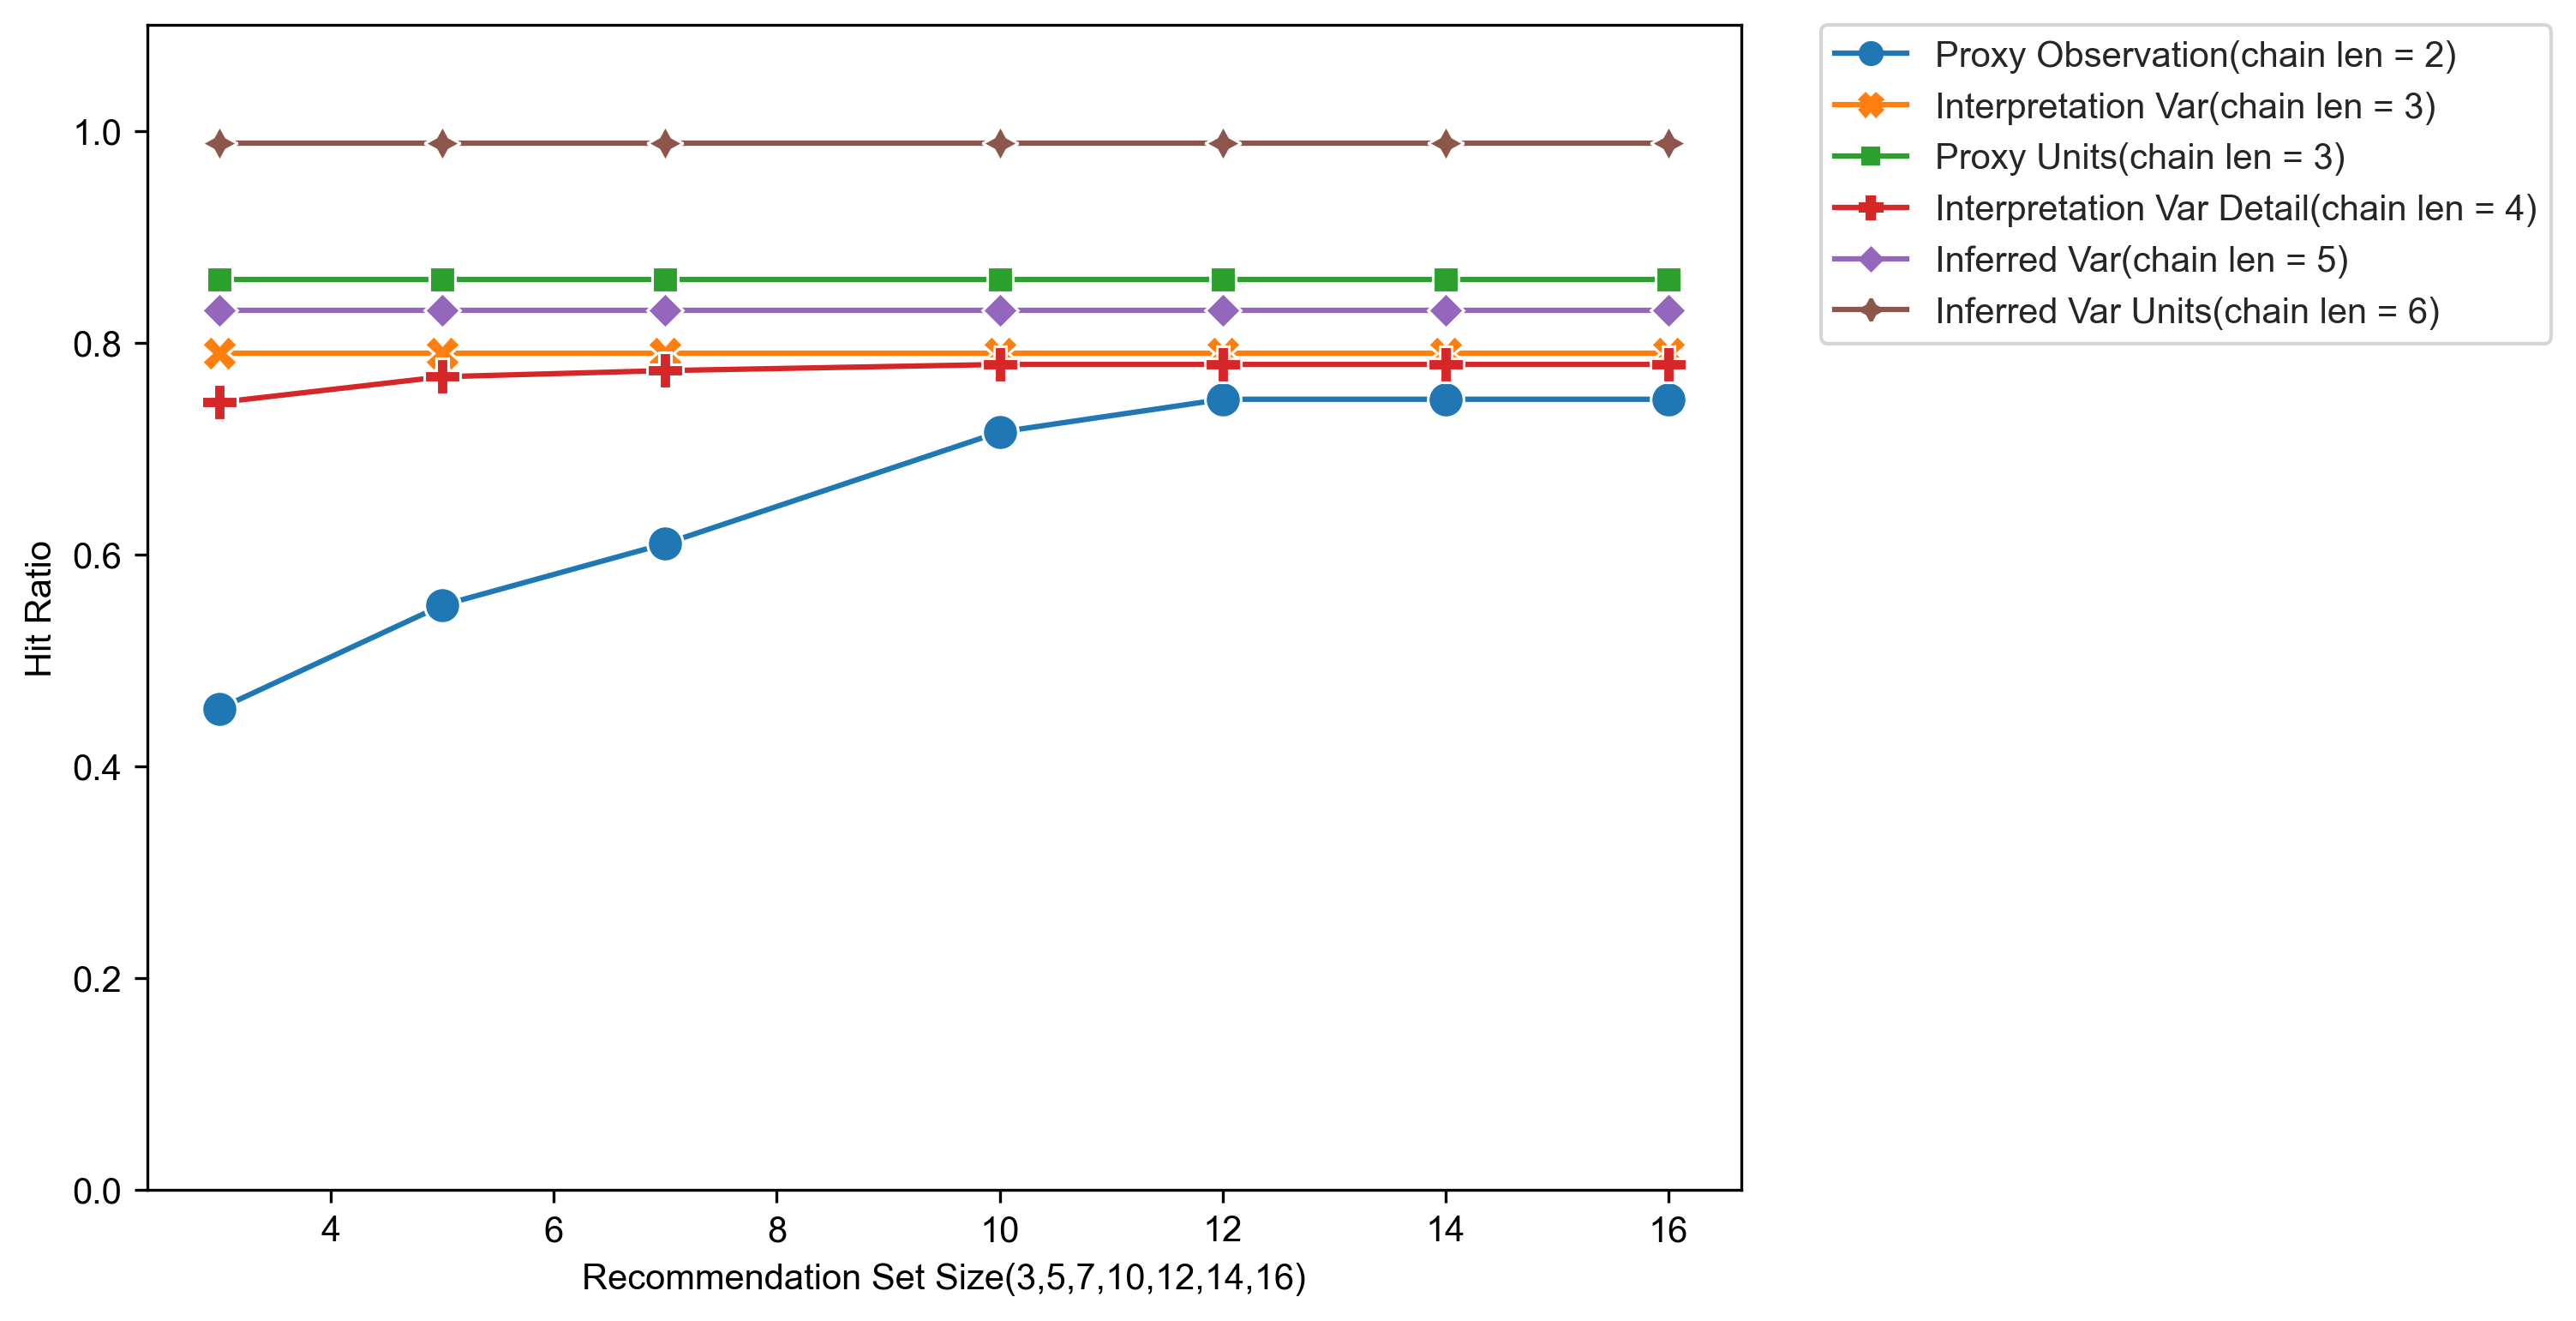 1.0
0.8
0.6
0.4
0.2
0.0
Hit Ratio
4 6 8 10 12 14 16
Recommendation Set Size(3,5,7,10,12,14,16)
Proxy Observation(chain len = 2)
Interpretation Var(chain len = 3)
Proxy Units(chain len = 3)
Interpretation Var Detail(chain len = 4)
Inferred Var(chain len = 5)
Inferred Var Units(chain len = 6)